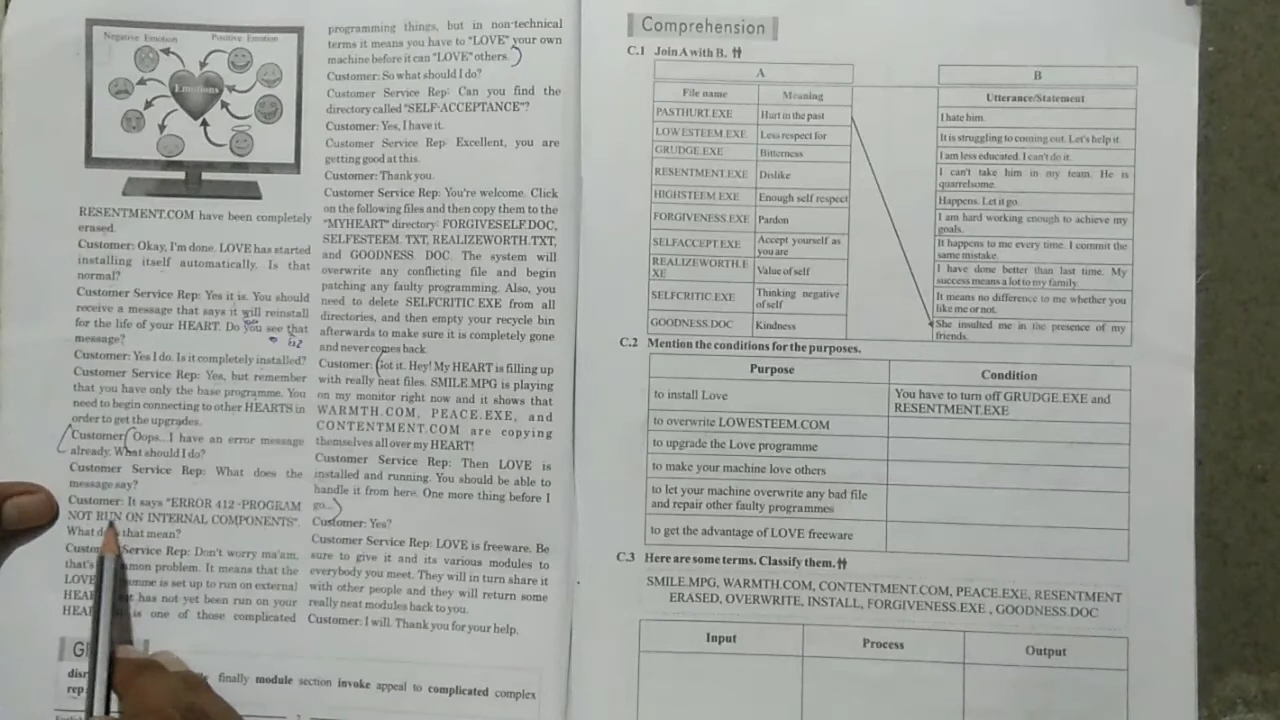 Negative Emotion Positive Emotion
Emotions
RESENTMENT.COM have been completely
erased.
Customer: Okay, I'm done. LOVE has started
installing itself automatically. Is that
normal?
Customer Service Rep: Yes it is. You should
receive a message that says it will reinstall
for the life of your HEART. Do you see that
message?
Customer: Yes I do. Is it completely installed?
Customer Service Rep: Yes, but remember
that you have only the base programme. You
need to begin connecting to other HEARTS in
order to get the upgrades.
Customer: Oops...I have an error message
already. What should I do?
Customer Service Rep: What does the
message say?
Customer: It says "ERROR 412 -PROGRAM
NOT RUN ON INTERNAL COMPONENTS".
What that mean?
Service Rep: Don't worry ma'am,
that's problem. It means that the
LOVE is set up to run on external
has not yet been run on your
is one of those complicated
programming things, but in non-technical
terms it means you have to "LOVE" your own
machine before it can "LOVE" others.
Customer: So what should I do?
Customer Service Rep: Can you find the
directory called "SELF-ACCEPTANCE"?
Customer: Yes, I have it.
Customer Service Rep: Excellent, you are
getting good at this.
Customer: Thank you.
Customer Service Rep: You're welcome. Click
on the following files and then copy them to the
"MYHEART" directory: FORGIVESELF.DOC,
SELFESTEEM. TXT, REALIZEWORTH.TXT,
and GOODNESS. DOC. The system will
overwrite any conflicting file and begin
patching any faulty programming. Also, you
need to delete SELFCRITIC.EXE from all
directories, and then empty your recycle bin
afterwards to make sure it is completely gone
and never comes back.
Customer: Got it. Hey! My HEART is filling up
with really neat files. SMILE.MPG is playing
on my monitor right now and it shows that
WARMTH.COM, PEACE.EXE, and
CONTENTMENT.COM are copying
themselves all over my HEART!
Customer Service Rep: Then LOVE is
installed and running. You should be able to
handle it from here. One more thing before I
go...
Customer: Yes?
Customer Service Rep: LOVE is freeware. Be
sure to give it and its various modules to
everybody you meet. They will in turn share it
with other people and they will return some
really neat modules back to you.
Customer: I will. Thank you for your help.
finally module section invoke appeal to complicated complex
Comprehension
C.1 Join A with B.
A B
File name Meaning Utterance/Statement
PASTHURT.EXE Hurt in the past I hate him.
LOWESTEEM.EXE Less respect for It is struggling to coming out. Let's help it.
GRUDGE.EXE Bitterness I am less educated. I can't do it.
RESENTMENT.EXE Dislike I can't take him in my team. He is
quarrelsome.
HIGHSTEEM.EXE Enough self respect Happens. Let it go.
FORGIVENESS.EXE Pardon I am hard working enough to achieve my
goals.
SELFACCEPT.EXE Accept yourself as
you are It happens to me every time. I commit the
same mistake.
REALIZEWORTH.E
XE Value of self I have done better than last time. My
success means a lot to my family.
SELFCRITIC.EXE Thinking negative
of self It means no difference to me whether you
like me or not.
GOODNESS.DOC Kindness She insulted me in the presence of my
friends.
C.2 Mention the conditions for the purposes.
Purpose Condition
to install Love You have to turn off GRUDGE.EXE and
RESENTMENT.EXE
to overwrite LOWESTEEM.COM
to upgrade the Love programme
to make your machine love others
to let your machine overwrite any bad file
and repair other faulty programmes
to get the advantage of LOVE freeware
C.3 Here are some terms. Classify them.
SMILE.MPG, WARMTH.COM, CONTENTMENT.COM, PEACE.EXE, RESENTMENT
ERASED, OVERWRITE, INSTALL, FORGIVENESS.EXE , GOODNESS.DOC
Input Process Output